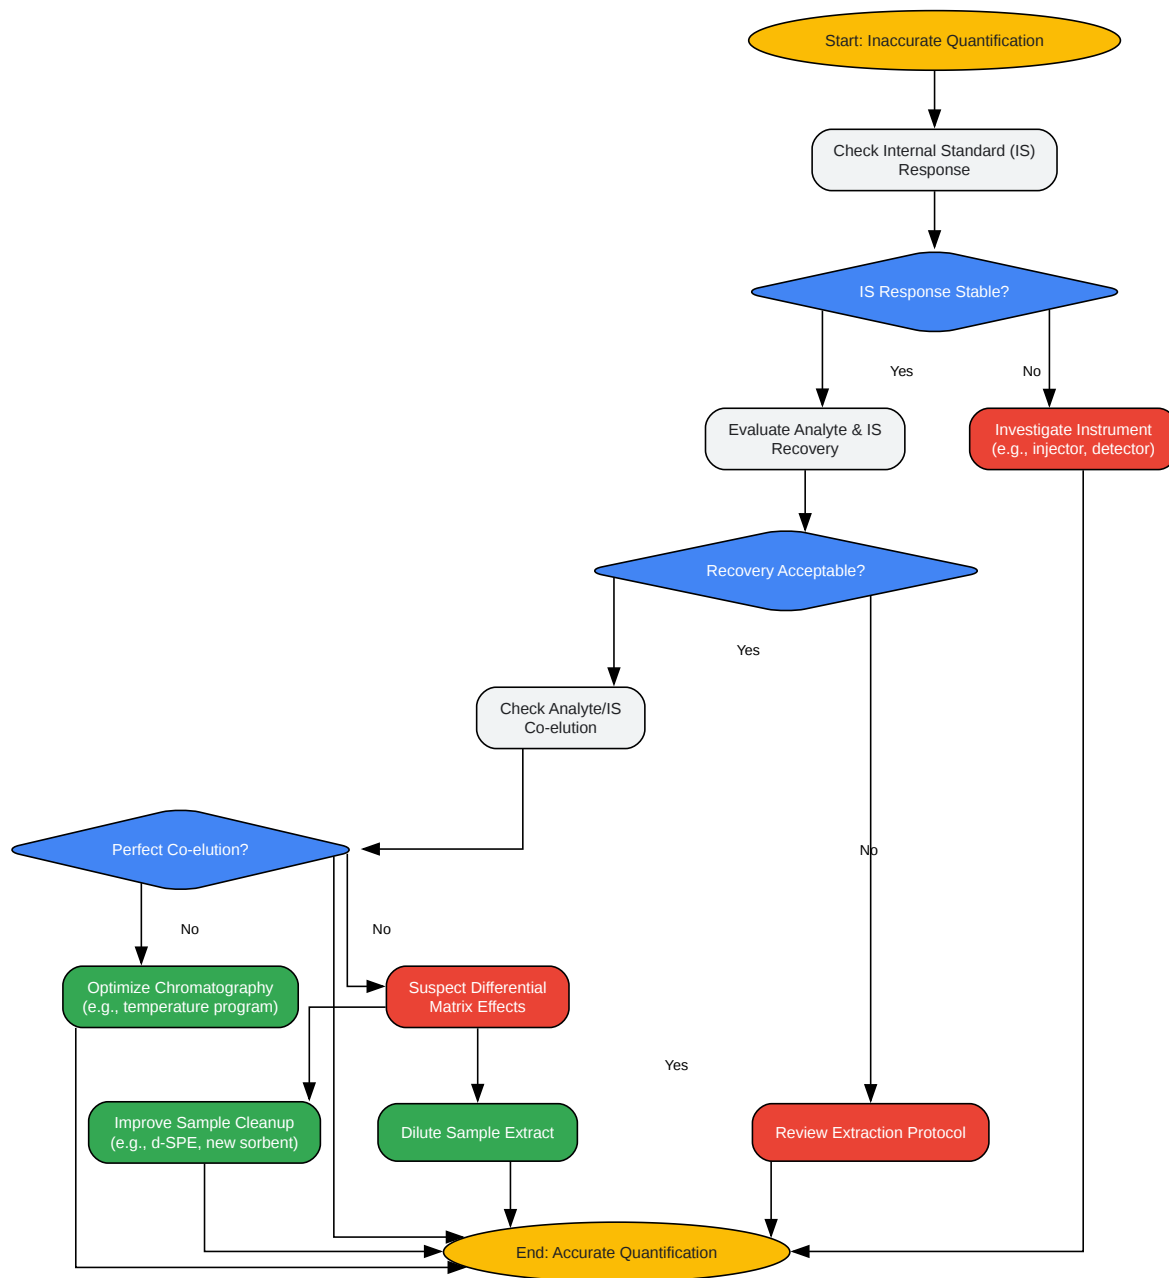 Start: Inaccurate Quantification
Check Internal Standard (IS)
Response
IS Response Stable?
Yes
No
Evaluate Analyte & IS
Recovery
Investigate Instrument
(e.g., injector, detector)
Recovery Acceptable?
Yes
Check Analyte/IS
Co-elution
Perfect Co-elution?
No
No
No
Optimize Chromatography
(e.g., temperature program)
Suspect Differential
Matrix Effects
Yes
Improve Sample Cleanup
(e.g., d-SPE, new sorbent)
Dilute Sample Extract
Review Extraction Protocol
End: Accurate Quantification